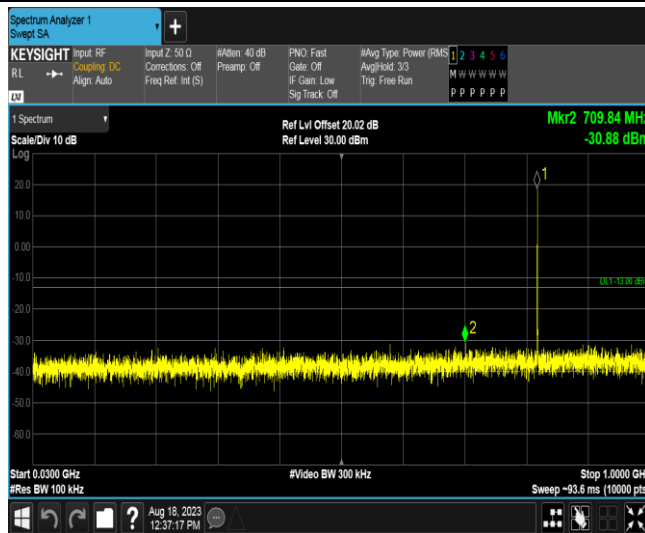 Spectrum Analyzer 1
Swept SA
+
KEYSIGHT
RL
LXI
Input: RF
Coupling: DC
Align: Auto
Input Z: 50 Ω
Corrections: Off
Freq Ref: Int (S)
#Atten: 40 dB
Preamp: Off
PNO: Fast
Gate: Off
IF Gain: Low
Sig Track: Off
#Avg Type: Power (RMS
Avg|Hold: 3/3
Trig: Free Run
1 2 3 4 5 6
M W W W W W
P P P P P P
1 Spectrum
Scale/Div 10 dB
Log
Ref Lvl Offset 20.02 dB
Ref Level 30.00 dBm
Mkr2 709.84 MHz
-30.88 dBm
1
20.0
10.0
0.00
-10.0
DL1 -13.00 dBm
-20.0
2
-30.0
-40.0
-50.0
-60.0
Start 0.0300 GHz
#Res BW 100 kHz
#Video BW 300 kHz
Stop 1.0000 GH
Sweep ~93.6 ms (10000 pts
?
Aug 18, 2023
12:37:17 PM